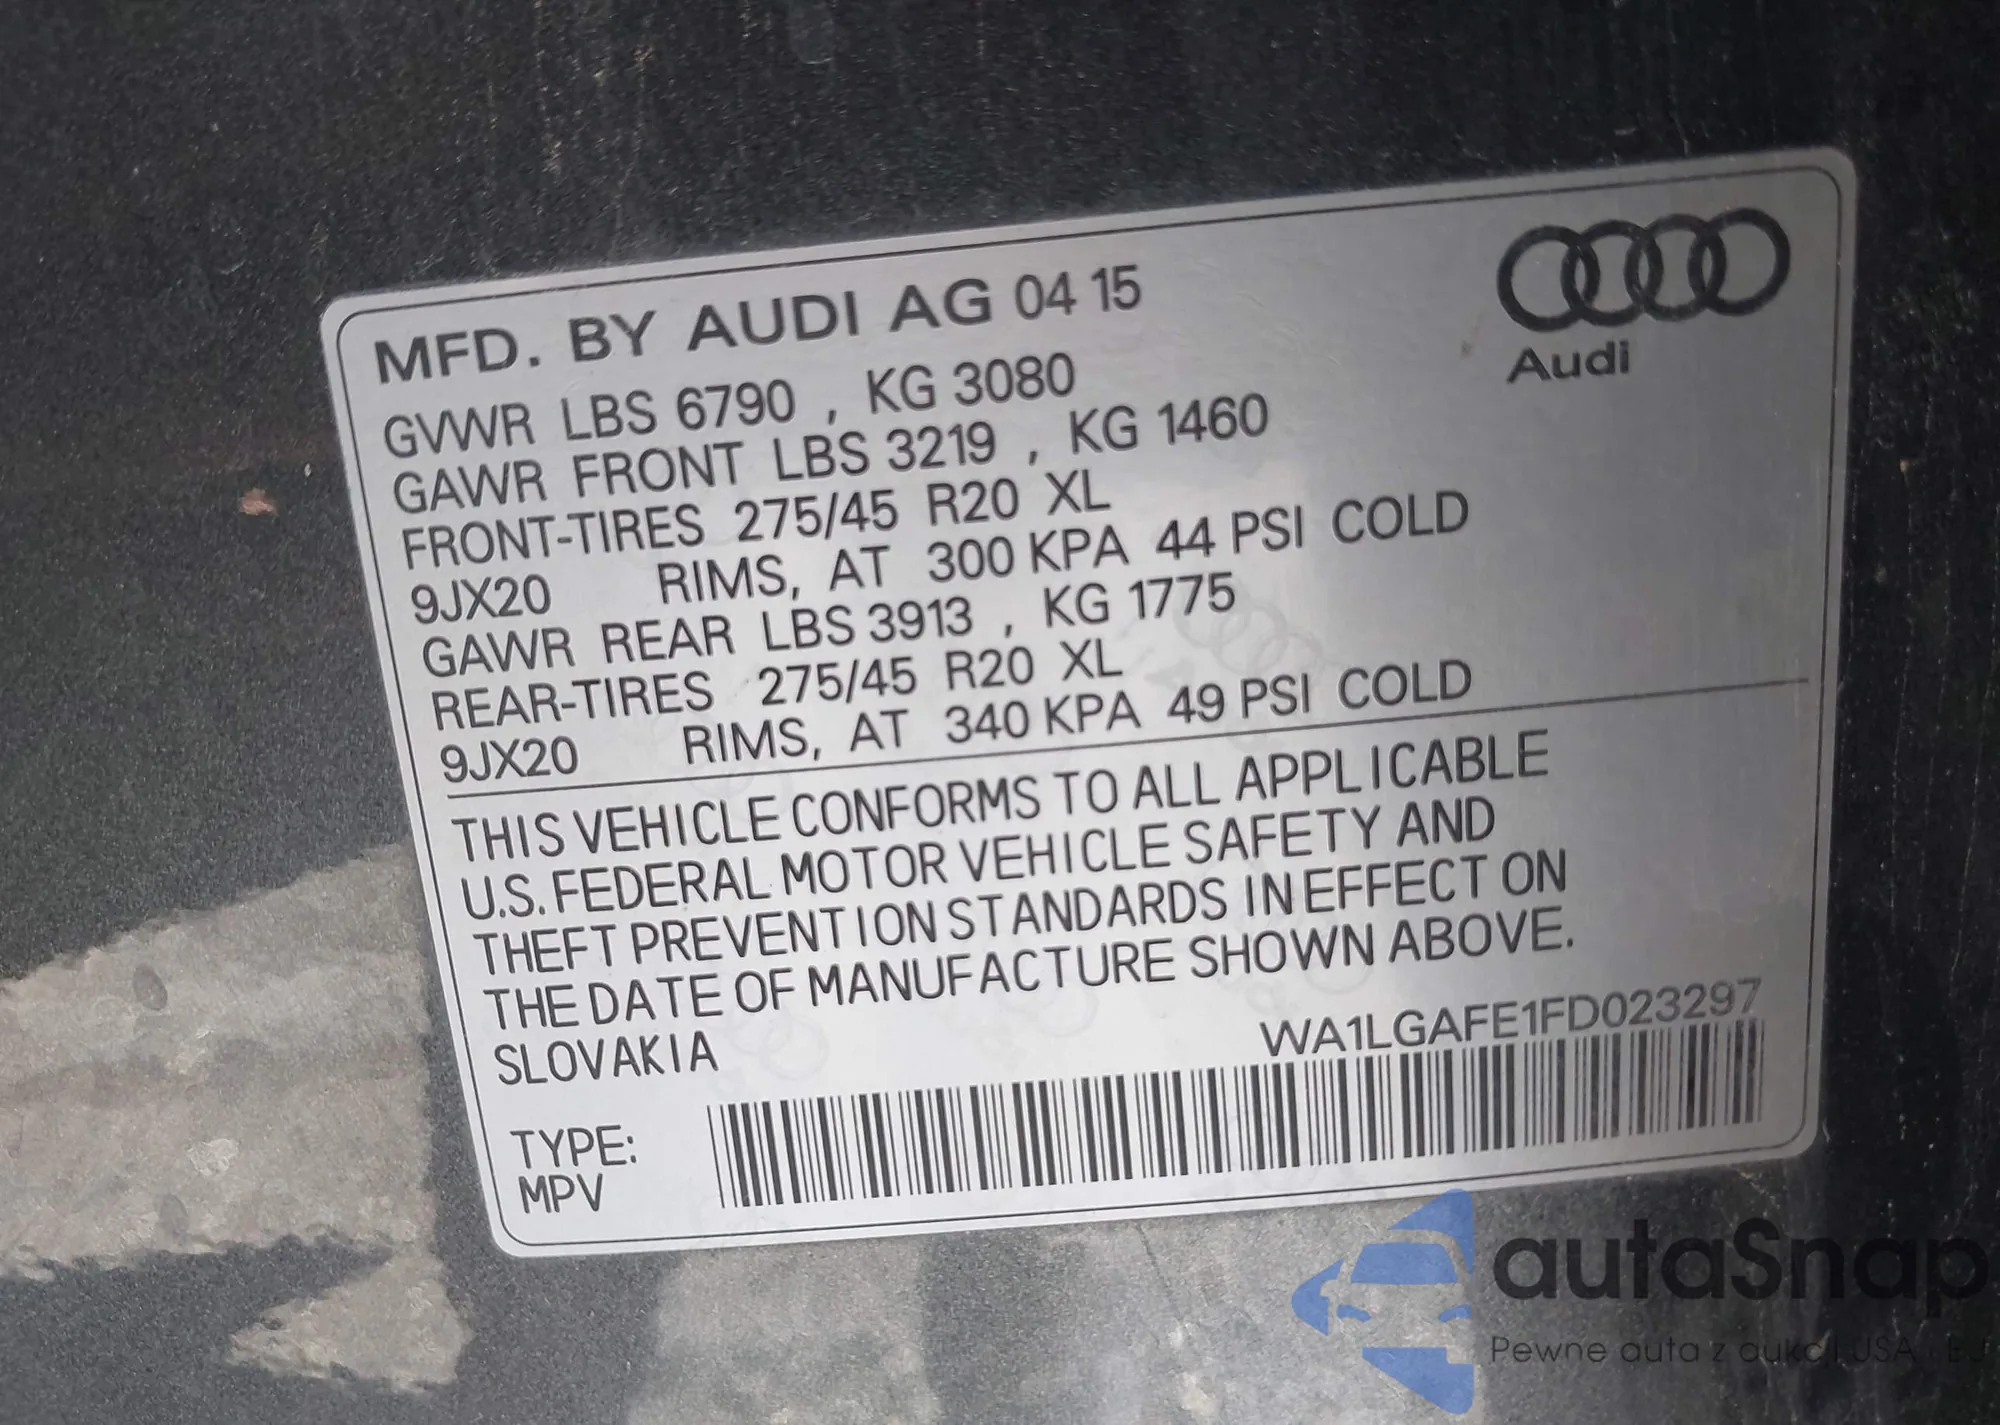 MFD. BY AUDI AG 04 15
Audi
GVWR LBS 6790 , KG 3080
GAWR FRONT LBS 3219 , KG 1460
FRONT-TIRES 275/45 R20 XL
9JX20 RIMS, AT 300 KPA 44 PSI COLD
GAWR REAR LBS 3913 , KG 1775
REAR-TIRES 275/45 R20 XL
9JX20 RIMS, AT 340 KPA 49 PSI COLD
THIS VEHICLE CONFORMS TO ALL APPLICABLE
U.S. FEDERAL MOTOR VEHICLE SAFETY AND
THEFT PREVENTION STANDARDS IN EFFECT ON
THE DATE OF MANUFACTURE SHOWN ABOVE.
SLOVAKIA
WA1LGAFE1FD023297
TYPE:
MPV
autaSnap
Pewne auta z aukcji USA